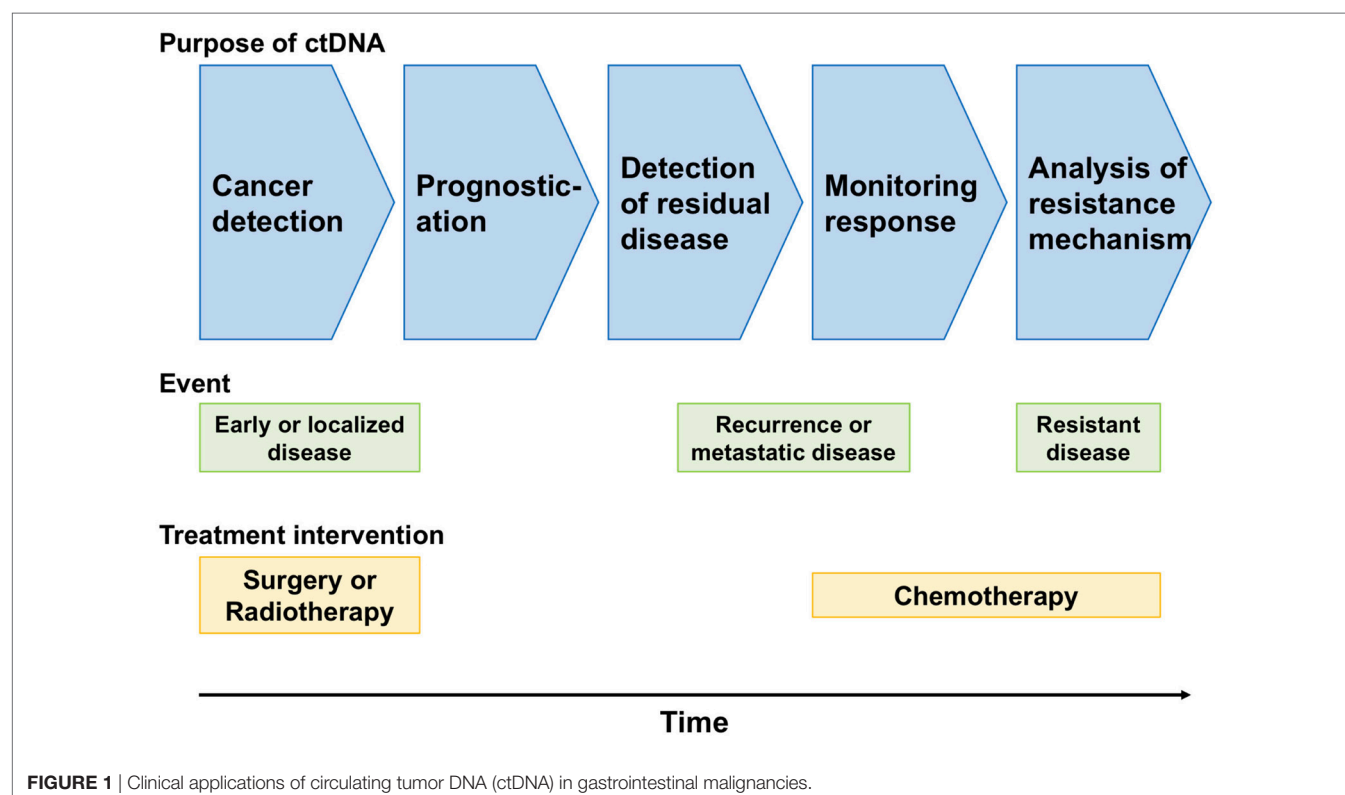 Purpose of ctDNA
Cancer
detection
Prognostic-
ation
Detection
of residual
disease
Monitoring
response
Analysis of
resistance
mechanism
Event
Early or localized
disease
Recurrence or
metastatic disease
Resistant
disease
Treatment intervention
Surgery or
Radiotherapy
Chemotherapy
Time
FIGURE 1 | Clinical applications of circulating tumor DNA (ctDNA) in gastrointestinal malignancies.